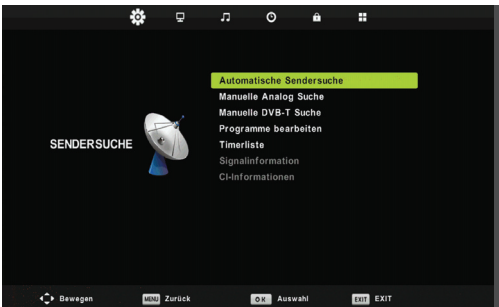 Automatische Sendersuche
Manuelle Analog Suche
Manuelle DVB-T Suche
Programme bearbeiten
SENDERSUCHE
Timerliste
Signalinformation
CI-Informationen
Bewegen MENU Zurück OK Auswahl EXIT EXIT